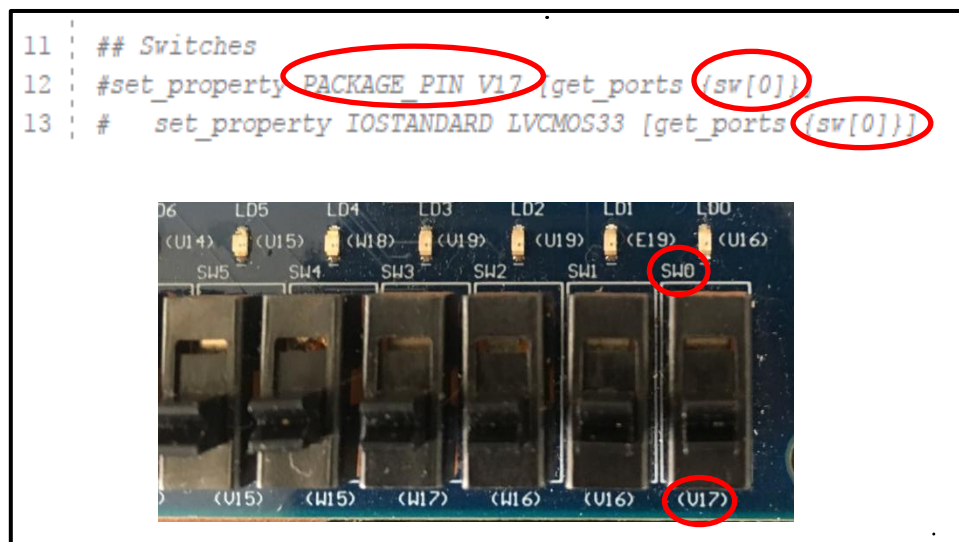 11 ## Switches
12 #set_property PACKAGE_PIN V17 [get_ports {sw[0]}]
13 #   set_property IOSTANDARD LVCMOS33 [get_ports {sw[0]}]
D6 LD5 LD4 LD3 LD2 LD1 LD0
(U14) (U15) (W18) (V19) (U19) (E19) (U16)
SW5 SW4 SW3 SW2 SW1 SW0
) (V15) (W15) (W17) (W16) (V16) (V17)